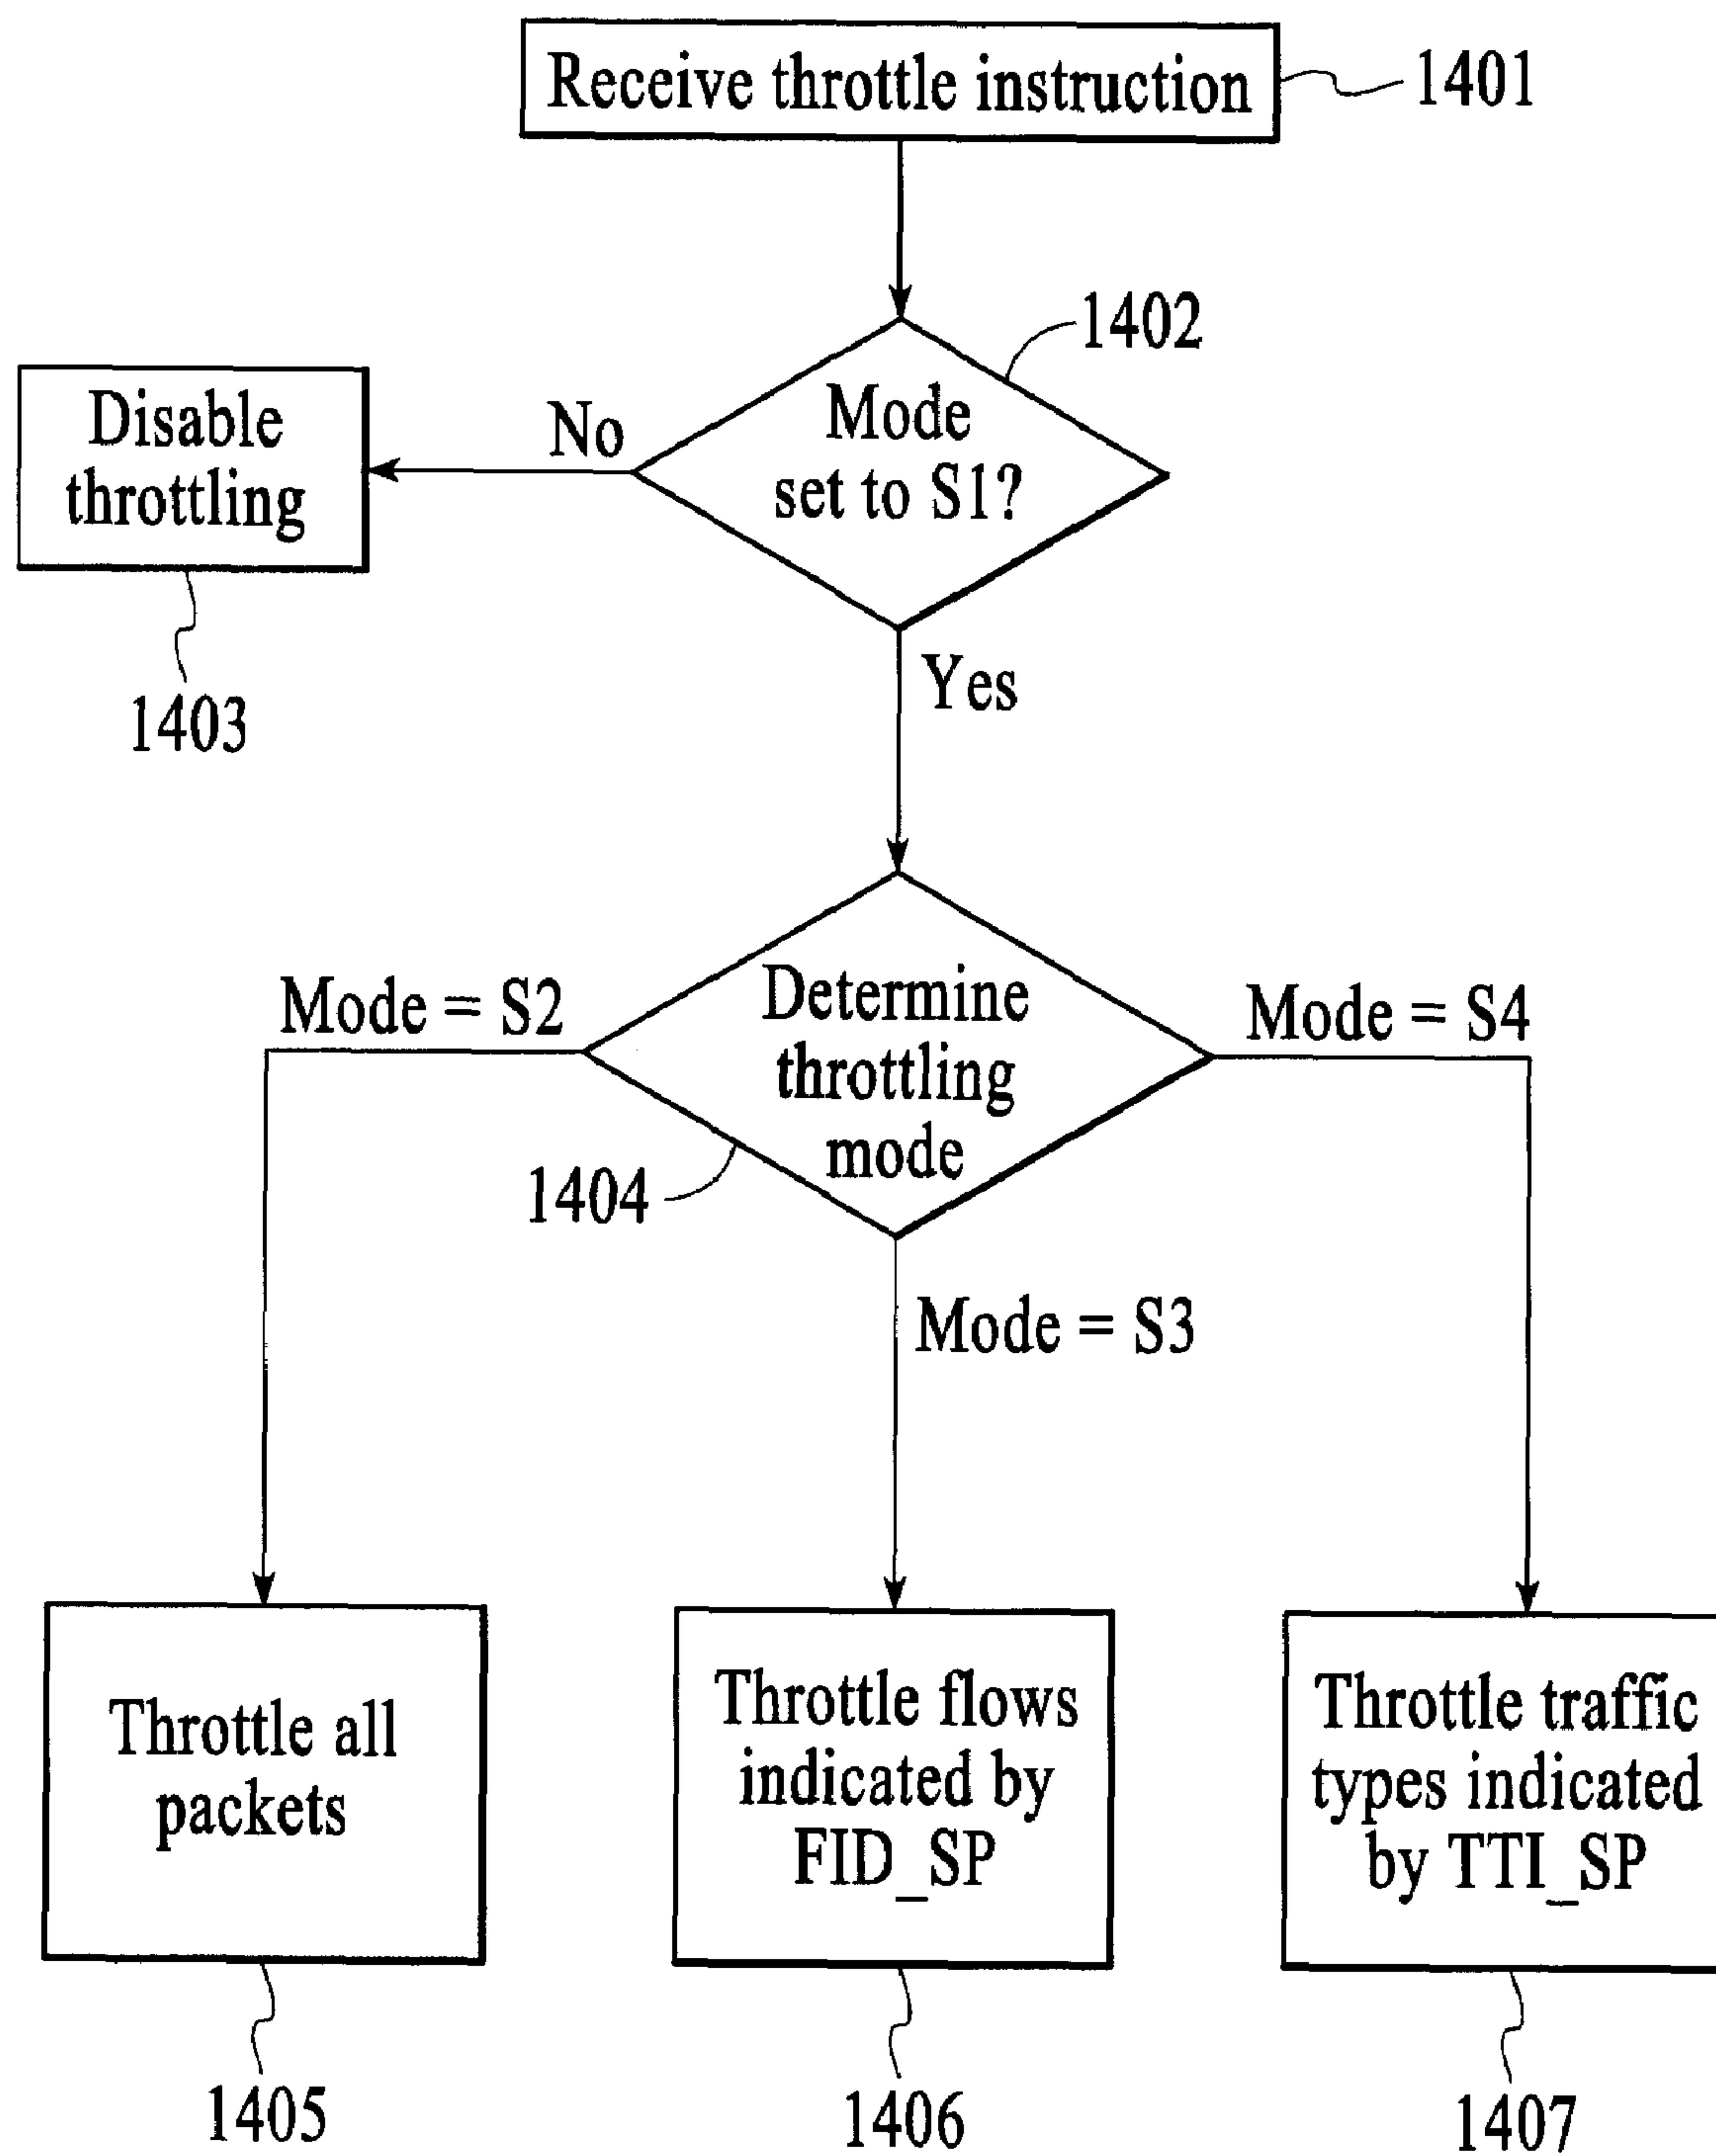 Receive throttle instruction
1401
1402
Mode
set to S1?
No
Disable
throttling
1403
Yes
Determine
throttling
mode
1404
Mode = S2
Mode = S4
Mode = S3
Throttle all
packets
Throttle flows
indicated by
FID_SP
Throttle traffic
types indicated
by TTI_SP
1405
1406
1407